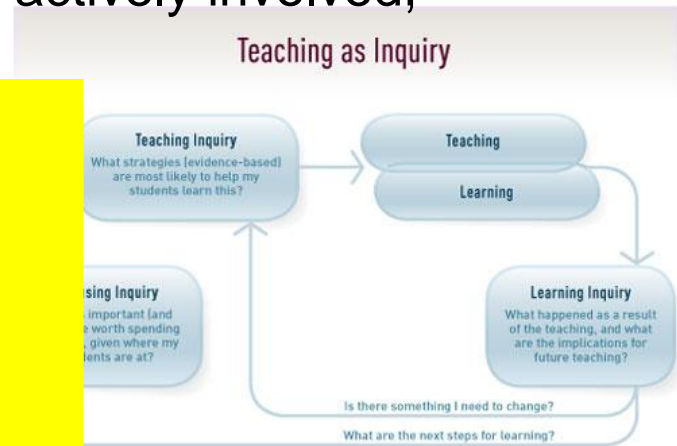 actively involved,
Teaching as Inquiry
Teaching Inquiry
What strategies (evidence-based)
are most likely to help my
students learn this?
Teaching
Learning
Inquiry
important (and
worth spending
, given where my
are at?
Learning Inquiry
What happened as a result
of the teaching, and what
are the implications for
future teaching?
Is there something I need to change?
What are the next steps for learning?